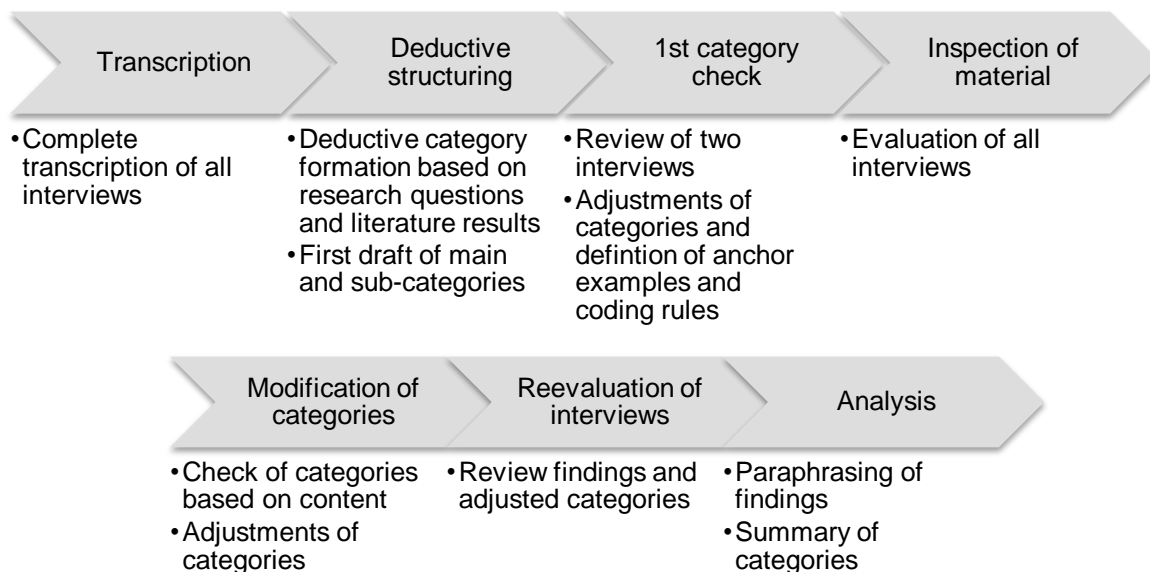 Transcription
Deductive
structuring
1st category
check
Inspection of
material
•Complete
transcription of all
interviews
•Deductive category
formation based on
research questions
and literature results
•First draft of main
and sub-categories
•Review of two
interviews
•Adjustments of
categories and
defintion of anchor
examples and
coding rules
•Evaluation of all
interviews
Modification of
categories
Reevaluation of
interviews
Analysis
•Check of categories
based on content
•Adjustments of
categories
•Review findings and
adjusted categories
•Paraphrasing of
findings
•Summary of
categories